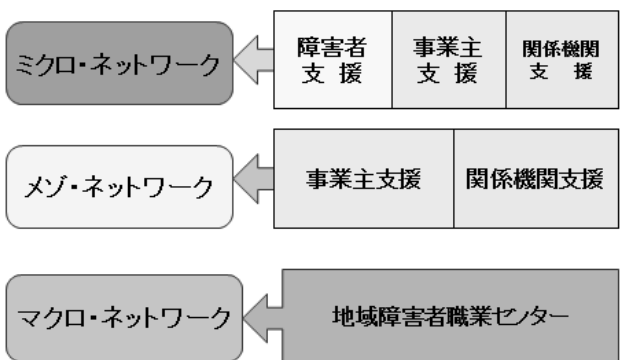 ミクロ・ネットワーク
障害者
支 援
事業主
支 援
関係機関
支 援
メゾ・ネットワーク
事業主支援
関係機関支援
マクロ・ネットワーク
地域障害者職業センター